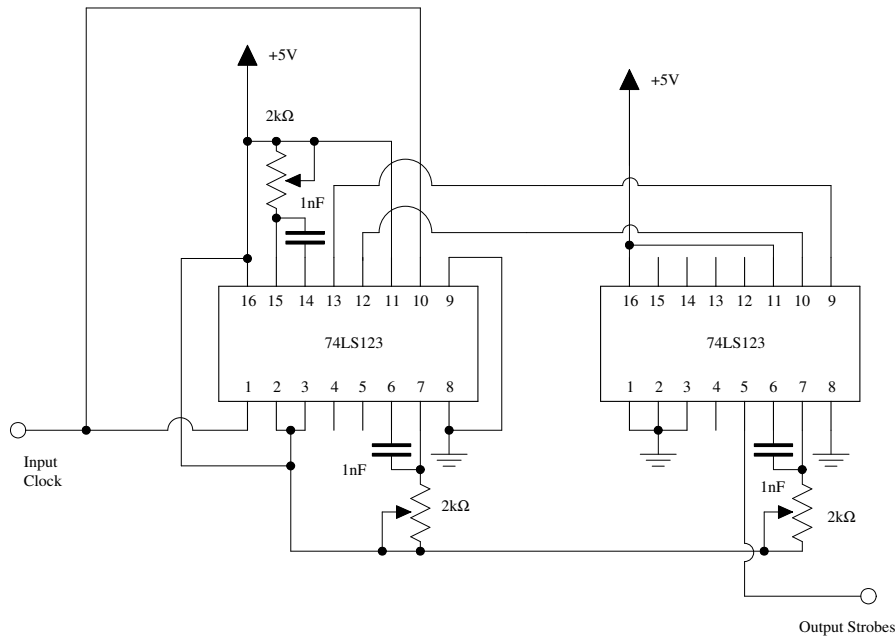 +5V
+5V
2kΩ
1nF
16 15 14 13 12 11 10 9
16 15 14 13 12 11 10 9
74LS123
74LS123
1 2 3 4 5 6 7 8
1 2 3 4 5 6 7 8
Input
Clock
1nF
1nF
2kΩ
2kΩ
Output Strobes